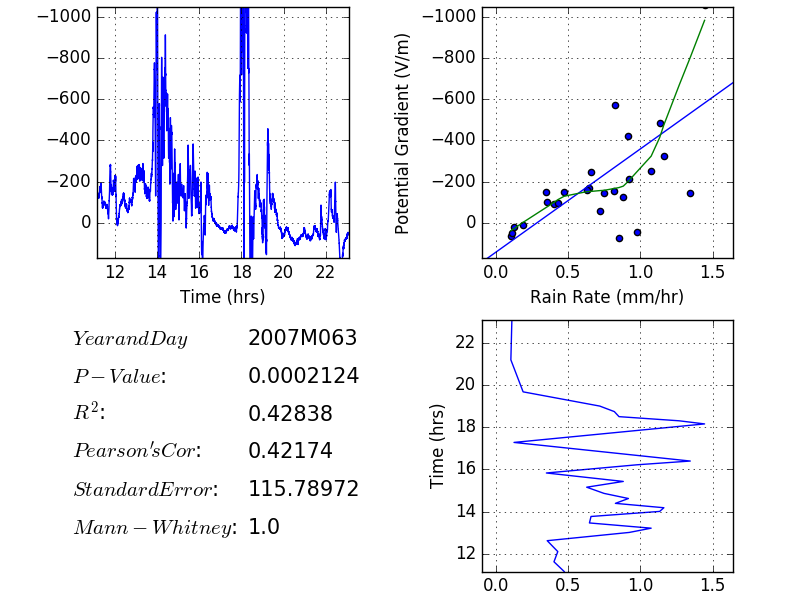 −1000
−800
−600
−400
−200
0
12 14 16 18 20 22
Time (hrs)
Potential Gradient (V/m)
−1000
−800
−600
−400
−200
0
0.0 0.5 1.0 1.5
Rain Rate (mm/hr)
YearandDay 2007M063
P−Value: 0.0002124
R²: 0.42838
Pearson'sCor: 0.42174
StandardError: 115.78972
Mann−Whitney: 1.0
Time (hrs)
22
20
18
16
14
12
0.0 0.5 1.0 1.5